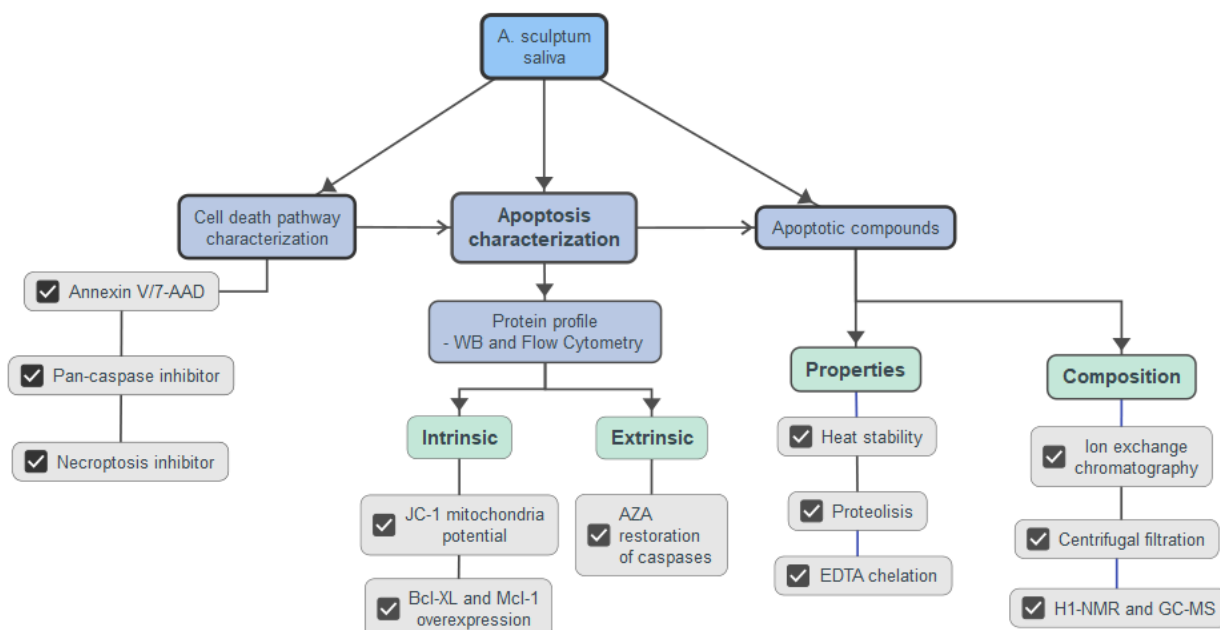 A. sculptum
saliva
Cell death pathway
characterization
Apoptosis
characterization
Apoptotic compounds
Annexin V/7-AAD
Pan-caspase inhibitor
Necroptosis inhibitor
Protein profile
- WB and Flow Cytometry
Intrinsic
JC-1 mitochondria
potential
Bcl-XL and Mcl-1
overexpression
Extrinsic
AZA
restoration
of caspases
Properties
Heat stability
Proteolisis
EDTA chelation
Composition
Ion exchange
chromatography
Centrifugal filtration
H1-NMR and GC-MS